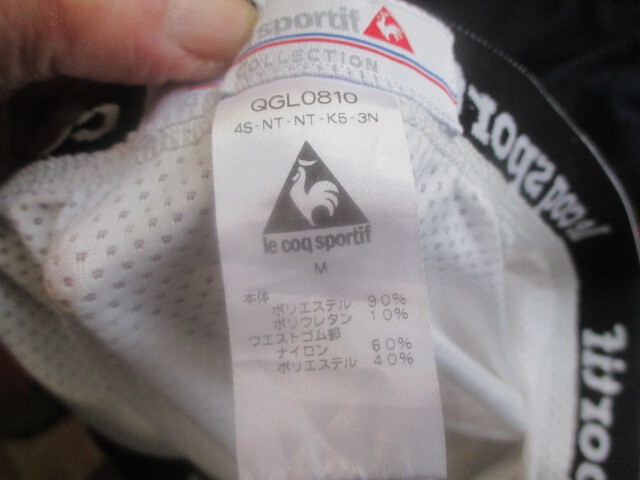 sportif
COLLECTION
QGL0810
4S-NT-NT-K5-3N
le coq sportif
M
本体
ポリエステル 90%
ポリウレタン 10%
ウエストゴム部
ナイロン 60%
ポリエステル 40%